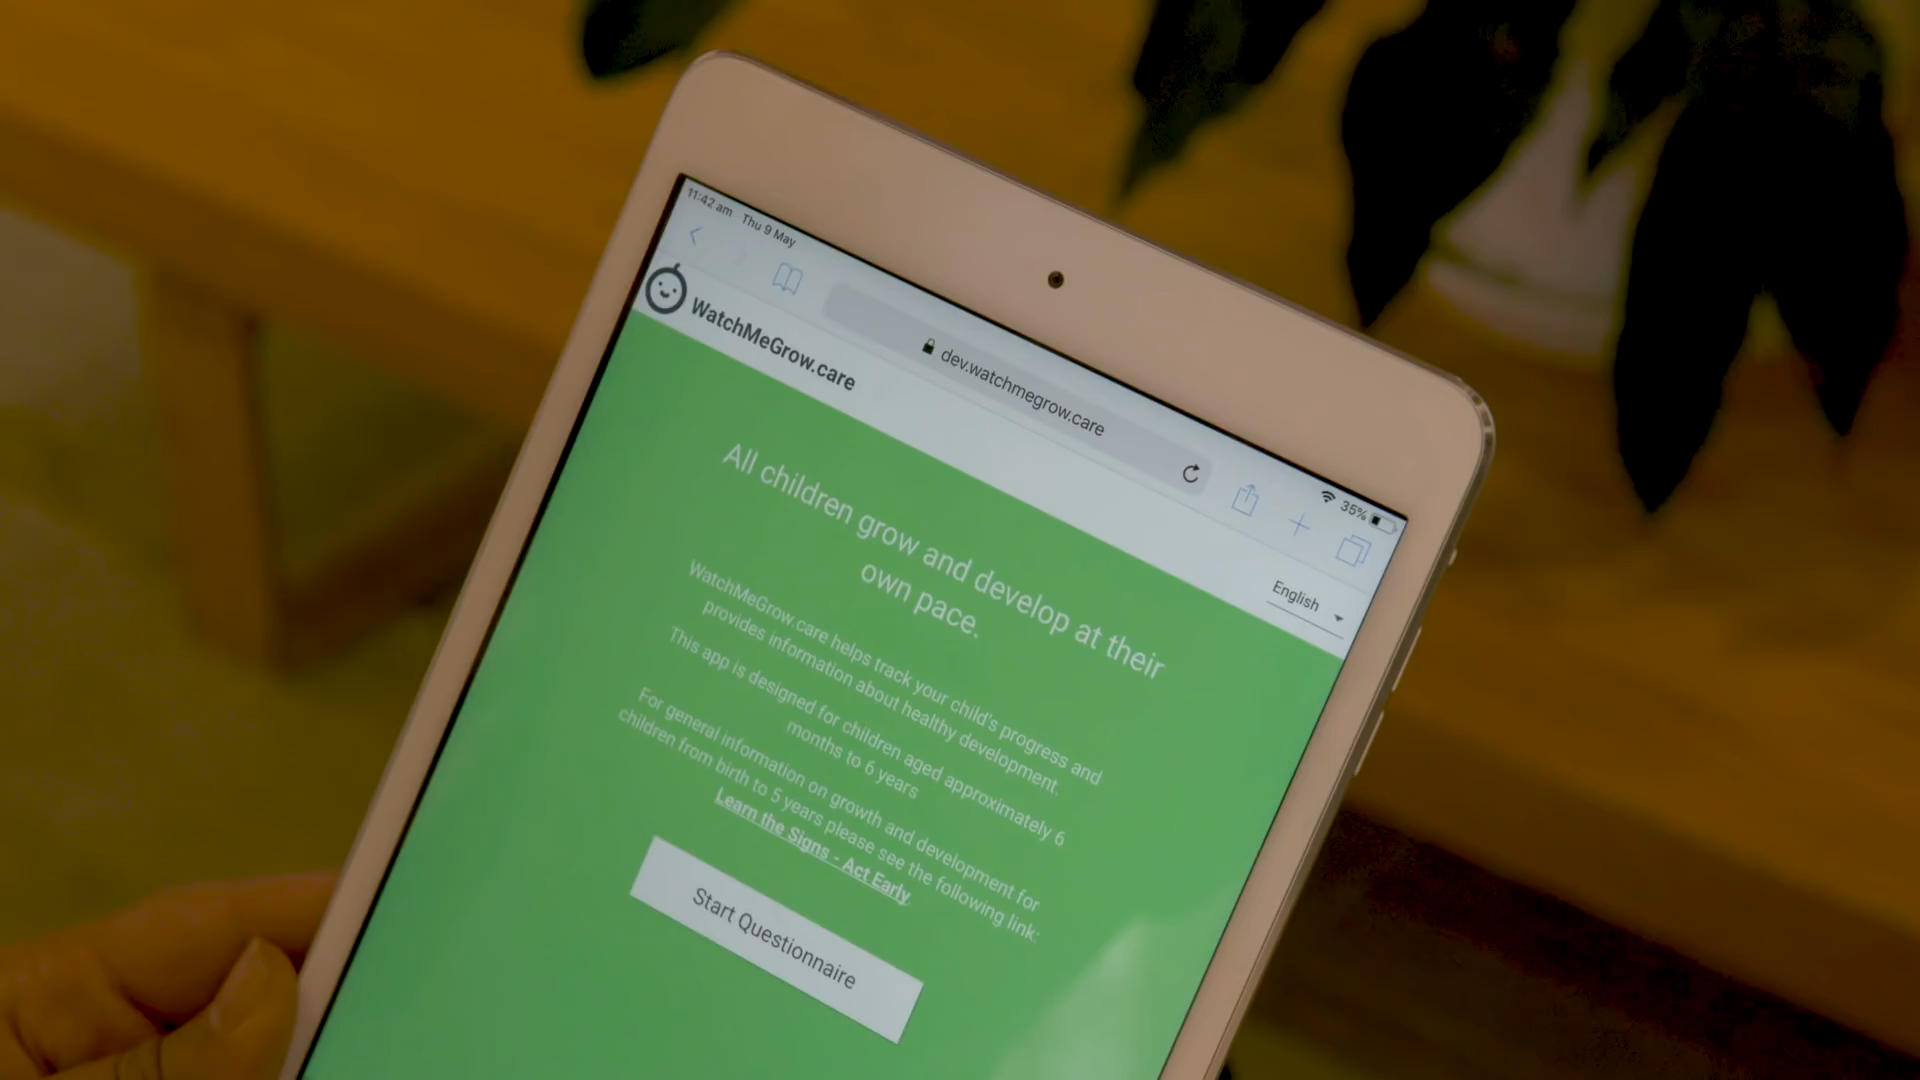 11:42 am Thu 9 May
35%
dev.watchmegrow.care
WatchMeGrow.care
English
All children grow and develop at their
own pace.
WatchMeGrow.care helps track your child's progress and
provides information about healthy development.
This app is designed for children aged approximately 6
months to 6 years
For general information on growth and development for
children from birth to 5 years please see the following link:
Learn the Signs - Act Early
Start Questionnaire